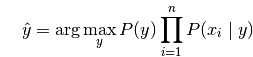 ŷ = arg max_y P(y) ∏_{i=1}^{n} P(x_i | y)